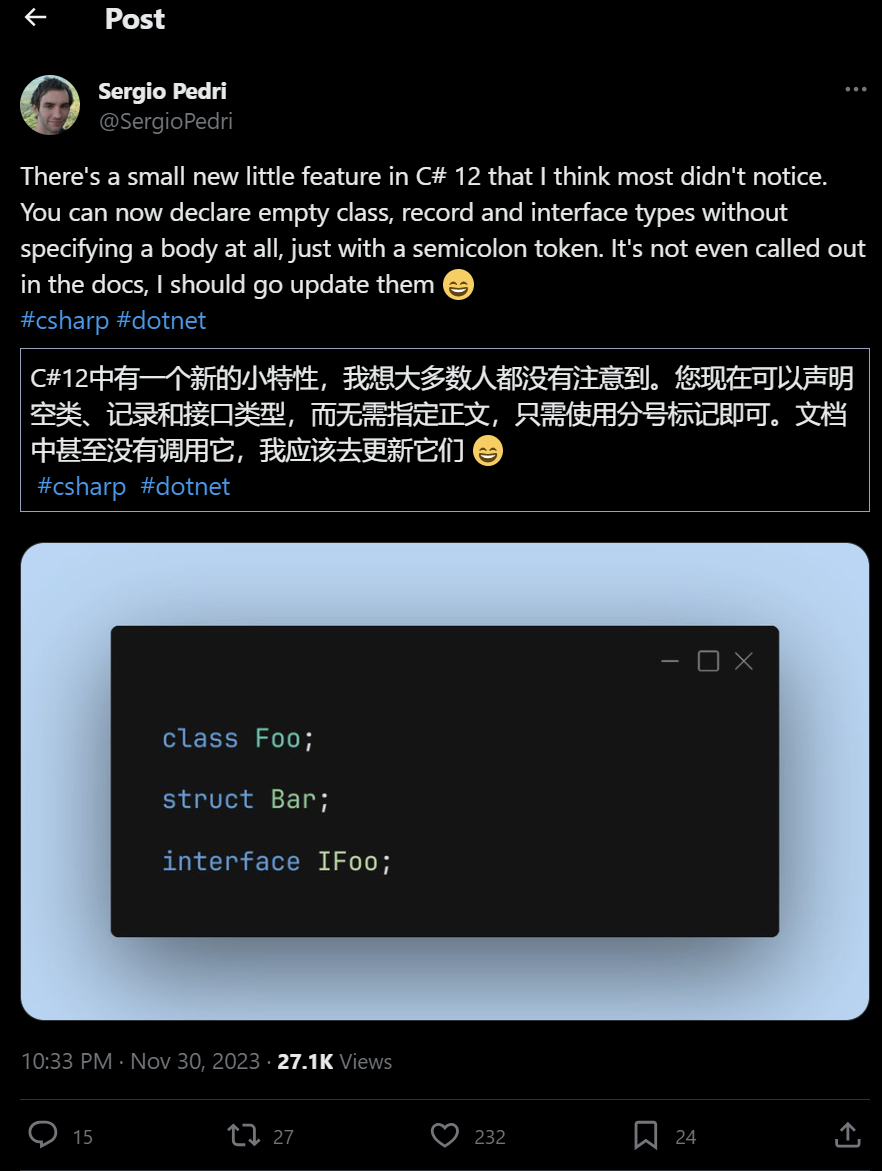 Post
Sergio Pedri
@SergioPedri
There's a small new little feature in C# 12 that I think most didn't notice.
You can now declare empty class, record and interface types without
specifying a body at all, just with a semicolon token. It's not even called out
in the docs, I should go update them 😄
#csharp #dotnet
C#12中有一个新的小特性，我想大多数人都没有注意到。您现在可以声明
空类、记录和接口类型，而无需指定正文，只需使用分号标记即可。文档
中甚至没有调用它，我应该去更新它们 😄
#csharp #dotnet
class Foo;
struct Bar;
interface IFoo;
10:33 PM · Nov 30, 2023 · 27.1K Views
15 27 232 24